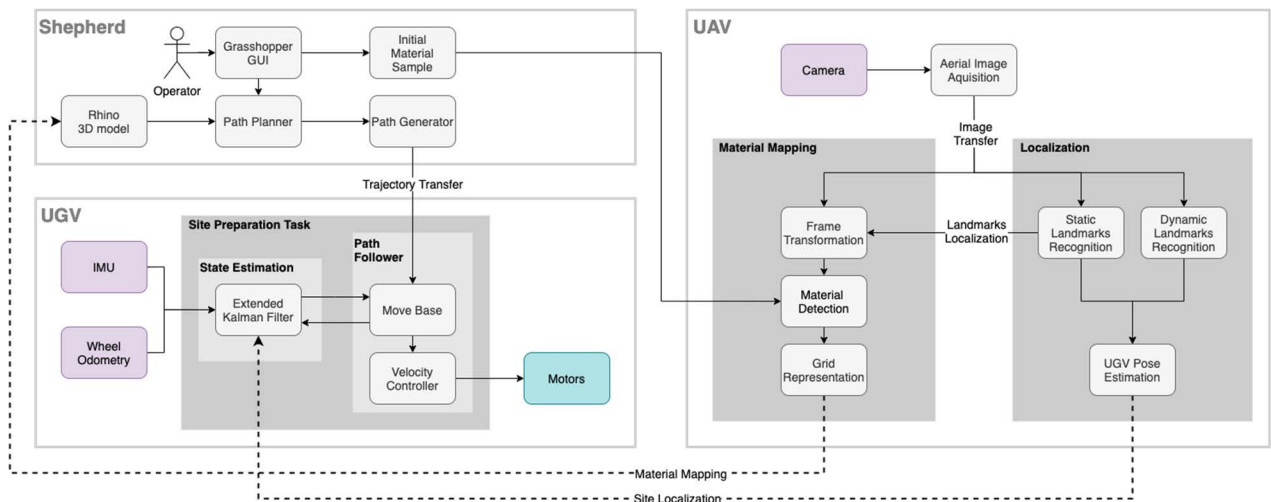 Shepherd
Operator
Grasshopper
GUI
Initial
Material
Sample
Rhino
3D model
Path Planner
Path Generator
Trajectory Transfer
UGV
Site Preparation Task
IMU
Wheel
Odometry
State Estimation
Extended
Kalman Filter
Path
Follower
Move Base
Velocity
Controller
Motors
UAV
Camera
Aerial Image
Aquisition
Image
Transfer
Material Mapping
Frame
Transformation
Material
Detection
Grid
Representation
Landmarks
Localization
Localization
Static
Landmarks
Recognition
Dynamic
Landmarks
Recognition
UGV Pose
Estimation
Material Mapping
Site Localization